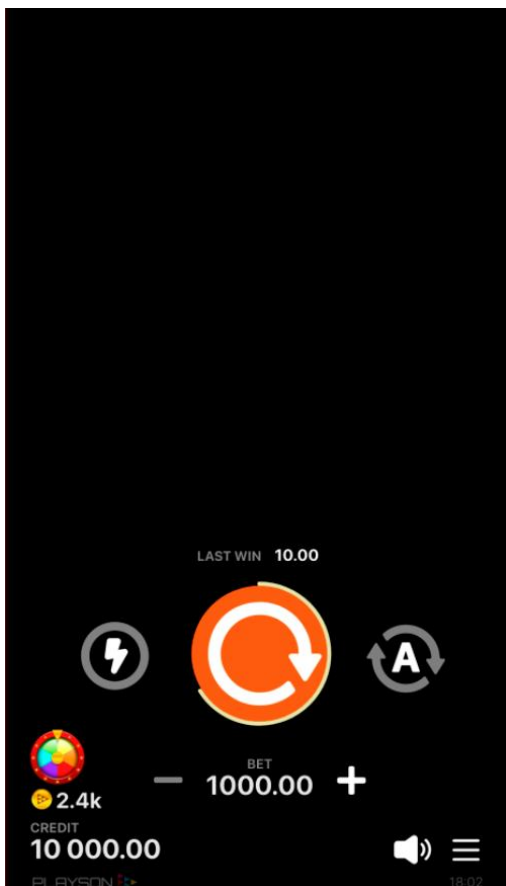 LAST WIN 10.00
A
BET
1000.00
2.4k
CREDIT
10 000.00
PLAYSON
18:02